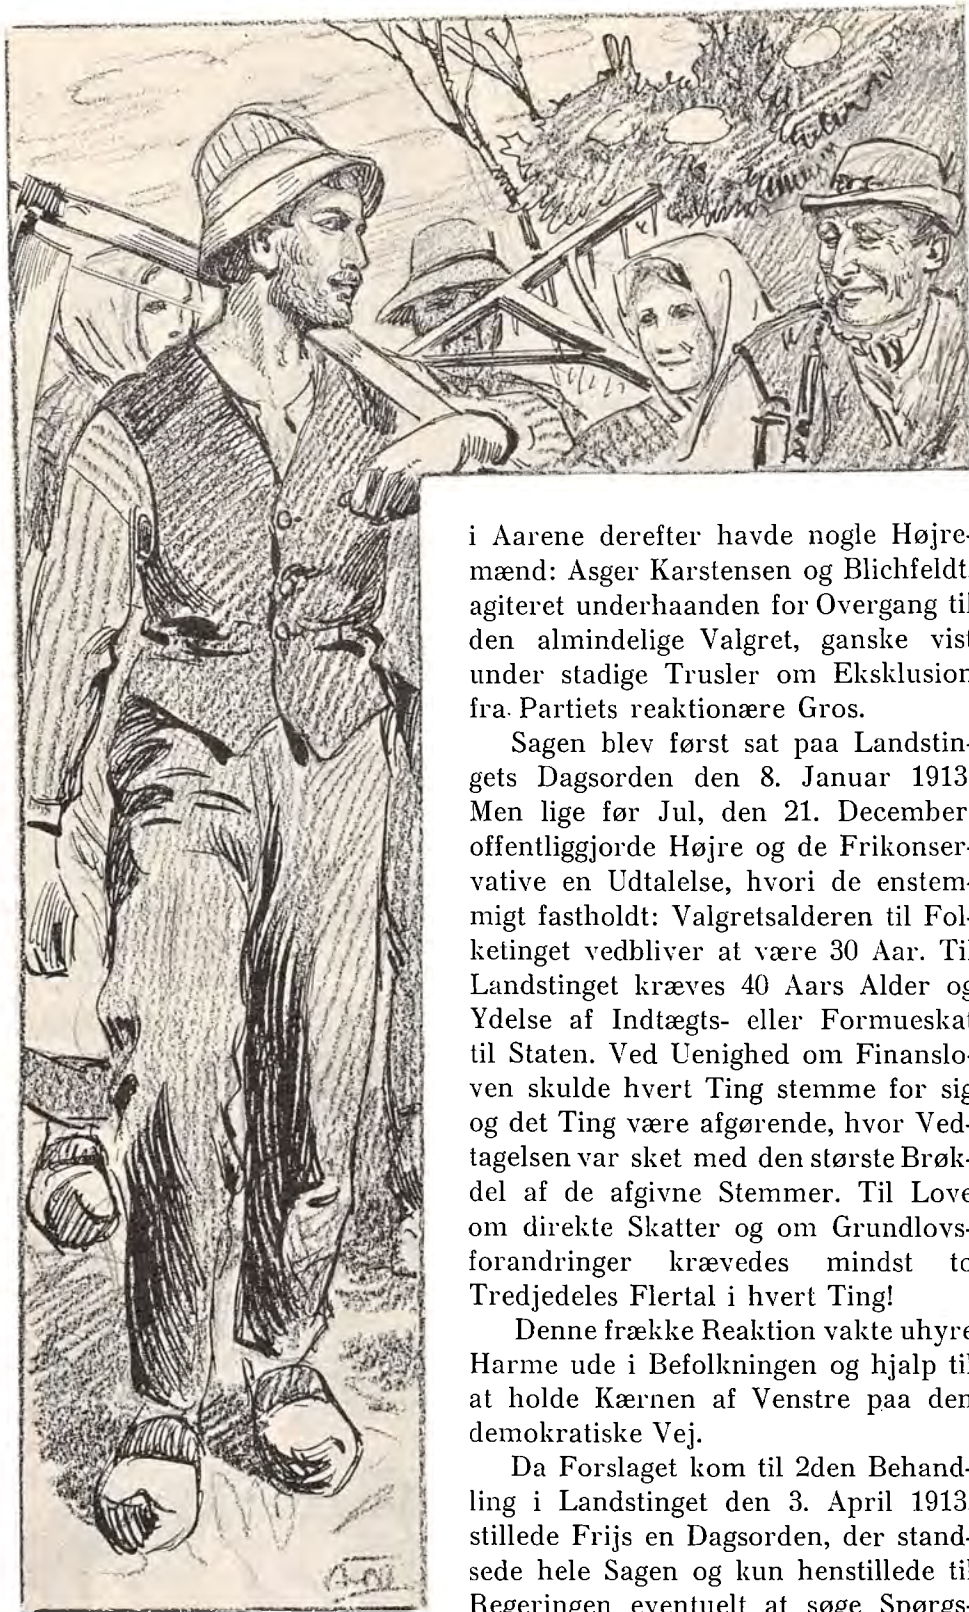 i Aarene derefter havde nogle Højre-
mænd: Asger Karstensen og Blichfeldt,
agiteret underhaanden for Overgang til
den almindelige Valgret, ganske vist
under stadige Trusler om Eksklusion
fra Partiets reaktionære Gros.
Sagen blev først sat paa Landstin-
gets Dagsorden den 8. Januar 1913
Men lige før Jul, den 21. December
offentliggjorde Højre og de Frikonser-
vative en Udtalelse, hvori de enstem-
migt fastholdt: Valgretsalderen til Fol-
ketinget vedbliver at være 30 Aar. Til
Landstinget kræves 40 Aars Alder og
Ydelse af Indtægts- eller Formueskat
til Staten. Ved Uenighed om Finanslo-
ven skulde hvert Ting stemme for sig
og det Ting være afgørende, hvor Ved-
tagelsen var sket med den største Brøk-
del af de afgivne Stemmer. Til Love
om direkte Skatter og om Grundlovs-
forandringer krævedes mindst to
Tredjedeles Flertal i hvert Ting!
Denne frække Reaktion vakte uhyre
Harme ude i Befolkningen og hjalp til
at holde Kærnen af Venstre paa den
demokratiske Vej.
Da Forslaget kom til 2den Behand-
ling i Landstinget den 3. April 1913,
stillede Frijs en Dagsorden, der stand-
sede hele Sagen og kun henstillede til
Regeringen eventuelt at søge Spørgs-